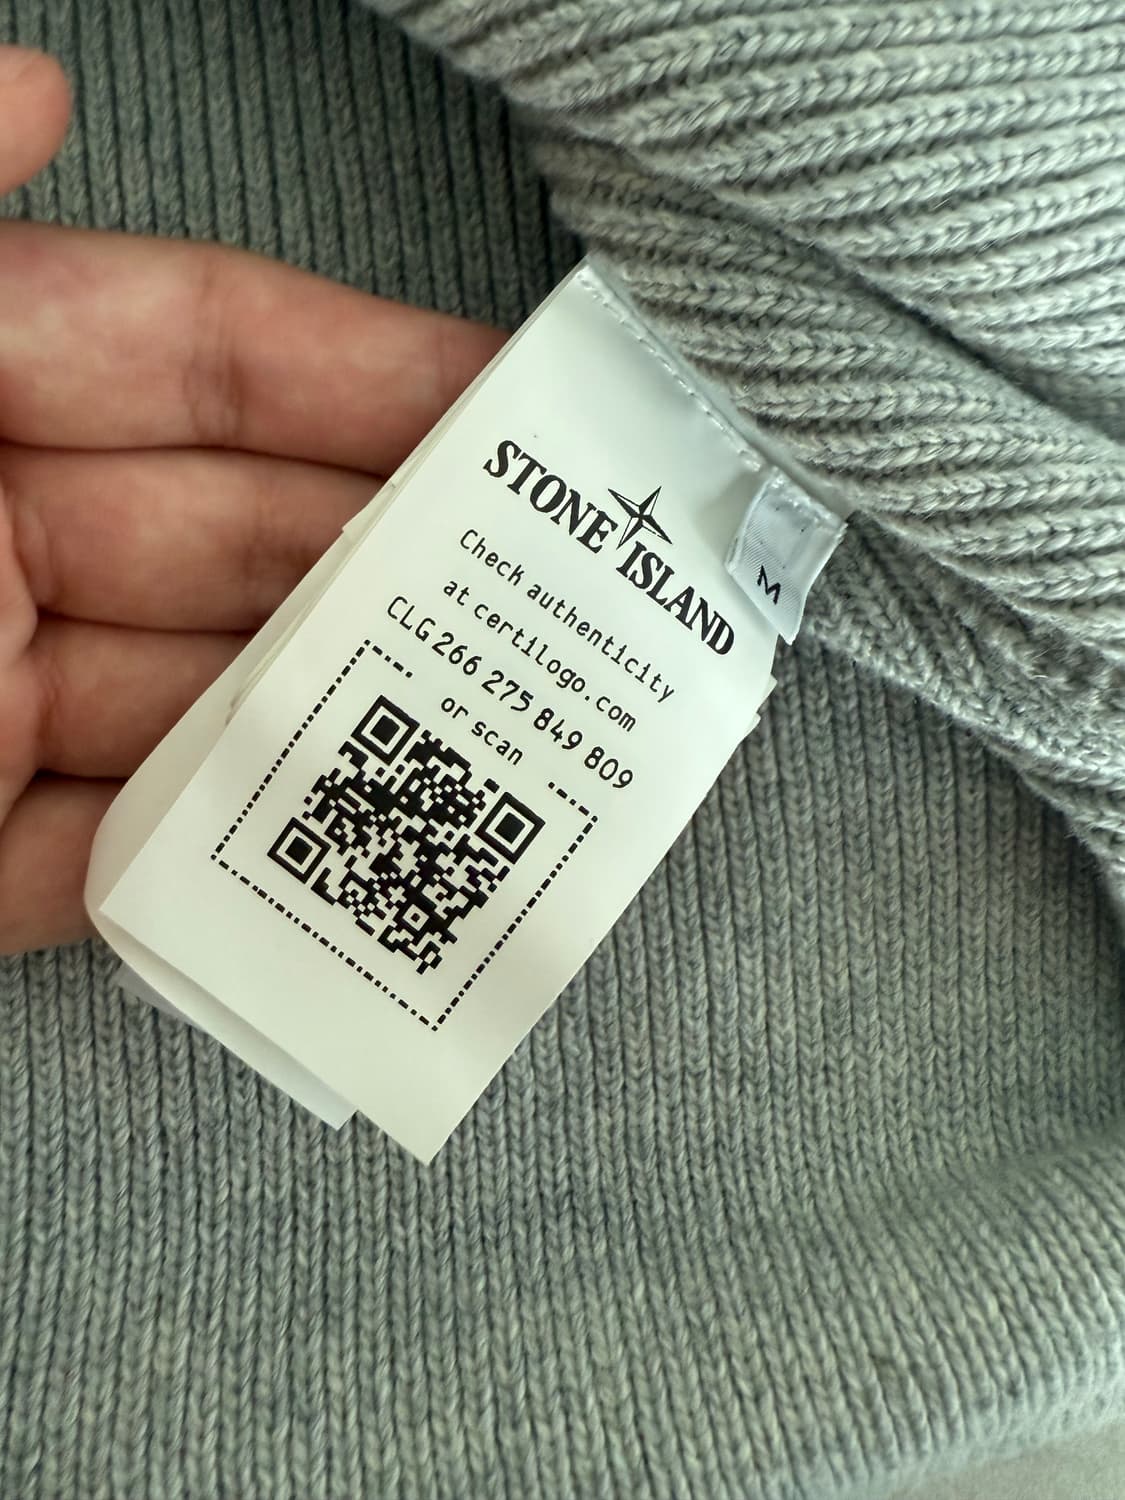 STONE ISLAND
M
Check authenticity
at certilogo.com
CLG 266 275 849 809
or scan